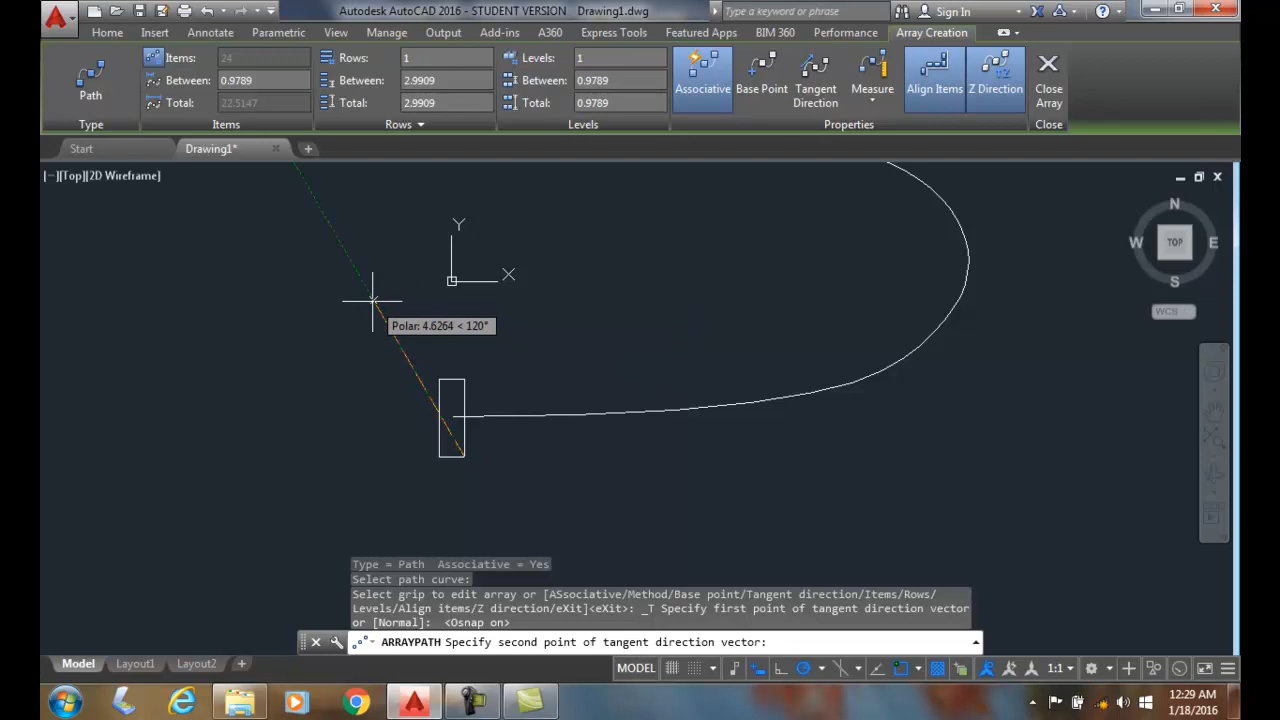 Autodesk AutoCAD 2016 - STUDENT VERSION Drawing1.dwg
Type a keyword or phrase
Sign In
Home Insert Annotate Parametric View Manage Output Add-ins A360 Express Tools Featured Apps BIM 360 Performance Array Creation
Items: 24
Between: 0.9789
Total: 22.5147
Rows: 1
Between: 2.9909
Total: 2.9909
Levels: 1
Between: 0.9789
Total: 0.9789
Path
Associative
Base Point
Tangent
Direction
Measure
Align Items
Z Direction
Close
Array
Type Items Rows Levels Properties Close
Start Drawing1* +
[−][Top][2D Wireframe]
N
W TOP E
S
WCS
Y
X
Polar: 4.6264 < 120°
Type = Path Associative = Yes
Select path curve:
Select grip to edit array or [ASsociative/Method/Base point/Tangent direction/Items/Rows/
Levels/Align items/Z direction/eXit]<eXit>: _T Specify first point of tangent direction vector
or [Normal]: <Osnap on>
ARRAYPATH Specify second point of tangent direction vector:
Model Layout1 Layout2 +
MODEL 1:1
12:29 AM
1/18/2016